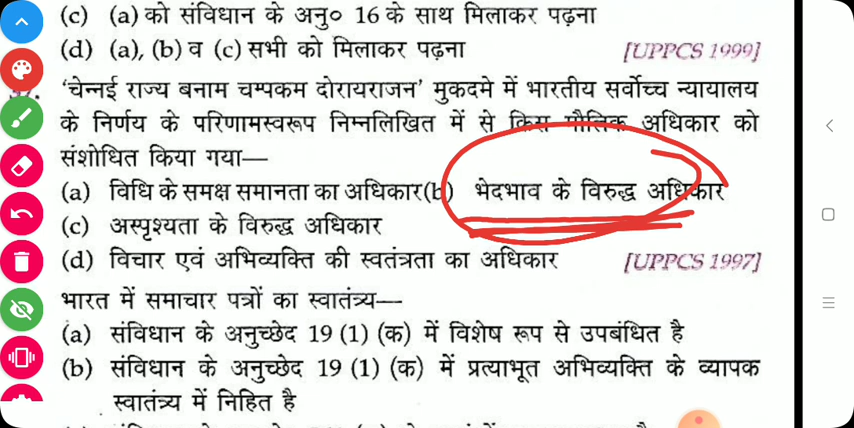 (c) (a) को संविधान के अनु० 16 के साथ मिलाकर पढ़ना
(d) (a), (b) व (c) सभी को मिलाकर पढ़ना [UPPCS 1999]
'चेन्नई राज्य बनाम चम्पकम दोरायराजन' मुकदमे में भारतीय सर्वोच्च न्यायालय
के निर्णय के परिणामस्वरूप निम्नलिखित में से किस मौलिक अधिकार को
संशोधित किया गया—
(a) विधि के समक्ष समानता का अधिकार(b) भेदभाव के विरुद्ध अधिकार
(c) अस्पृश्यता के विरुद्ध अधिकार
(d) विचार एवं अभिव्यक्ति की स्वतंत्रता का अधिकार [UPPCS 1997]
भारत में समाचार पत्रों का स्वातंत्र्य—
(a) संविधान के अनुच्छेद 19 (1) (क) में विशेष रूप से उपबंधित है
(b) संविधान के अनुच्छेद 19 (1) (क) में प्रत्याभूत अभिव्यक्ति के व्यापक
स्वातंत्र्य में निहित है